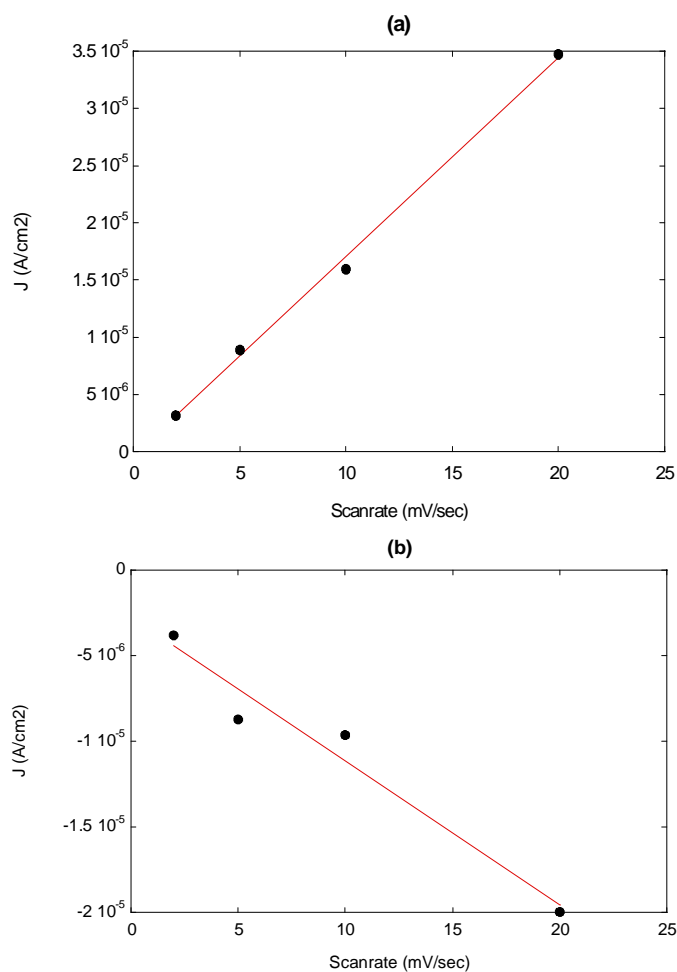 (a)
3.5 10-5
3 10-5
2.5 10-5
2 10-5
1.5 10-5
1 10-5
5 10-6
0
J (A/cm2)
0 5 10 15 20 25
Scanrate (mV/sec)
(b)
0
-5 10-6
-1 10-5
-1.5 10-5
-2 10-5
J (A/cm2)
0 5 10 15 20 25
Scanrate (mV/sec)